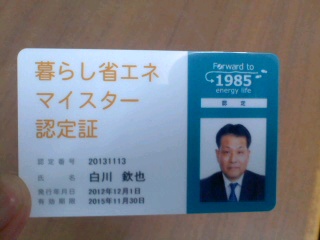 暮らし省エネ
マイスター
認定証
認定番号 20131113
氏名 白川 欽也
発行年月日 2012年12月1日
有効期限 2015年11月30日
Forward to
1985
energy life
認定